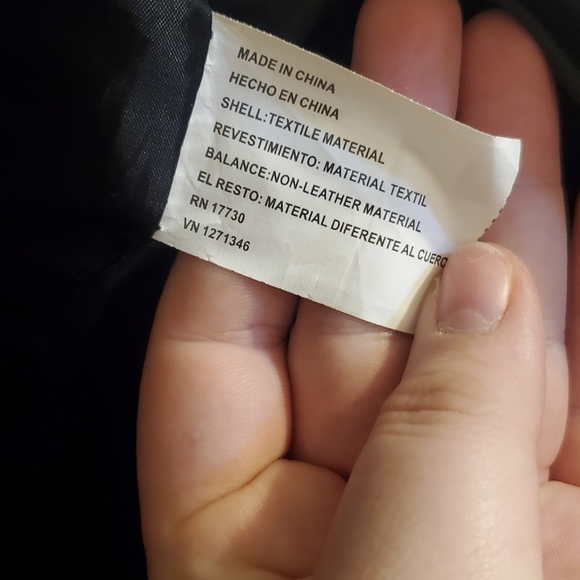 MADE IN CHINA
HECHO EN CHINA
SHELL:TEXTILE MATERIAL
REVESTIMIENTO: MATERIAL TEXTIL
BALANCE:NON-LEATHER MATERIAL
EL RESTO: MATERIAL DIFERENTE AL
RN 17730
VN 1271346